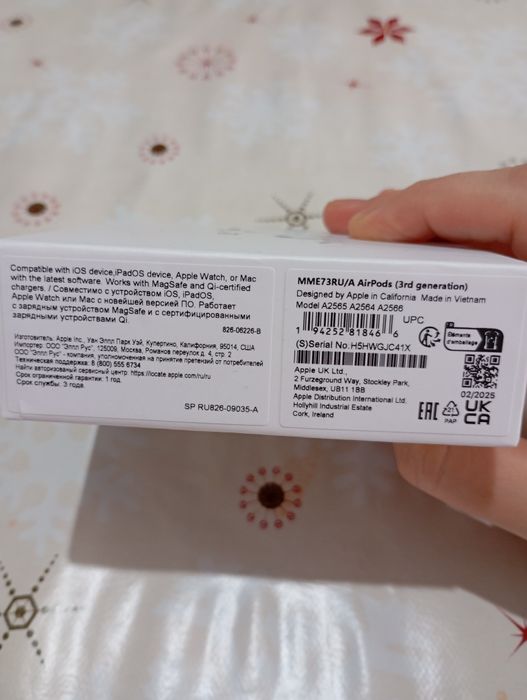 Compatible with iOS device,iPadOS device, Apple Watch, or Mac
with the latest software. Works with MagSafe and Qi-certified
chargers. / Совместимо с устройством iOS, iPadOS,
Apple Watch или Mac с новейшей версией ПО. Работает
с зарядным устройством MagSafe и с сертифицированными
зарядными устройствами Qi.
826-06226-B
Изготовитель: Apple Inc., Уан Эппл Парк Уэй, Купертино, Калифорния, 95014, США
Импортер: ООО "Эппл Рус", 125009, Москва, Романов переулок д. 4, стр. 2
ООО "Эппл Рус" - компания, уполномоченная на принятие претензий от потребителей
Техническая поддержка: 8 (800) 555 6734
Найти авторизованный сервисный центр: https://locate.apple.com/ru/ru
Срок ограниченной гарантии: 1 год.
Срок службы: 3 года.
SP RU826-09035-A
MME73RU/A AirPods (3rd generation)
Designed by Apple in California Made in Vietnam
Model A2565 A2564 A2566
UPC
1 94252 81846 6
(S)Serial No. H5HWGJC41X
Éléments
d'emballage
Apple UK Ltd.,
2 Furzeground Way, Stockley Park,
Middlesex, UB11 1BB
Apple Distribution International Ltd.
Hollyhill Industrial Estate
Cork, Ireland
02/2025
EAC
21
PAP
UK
CA